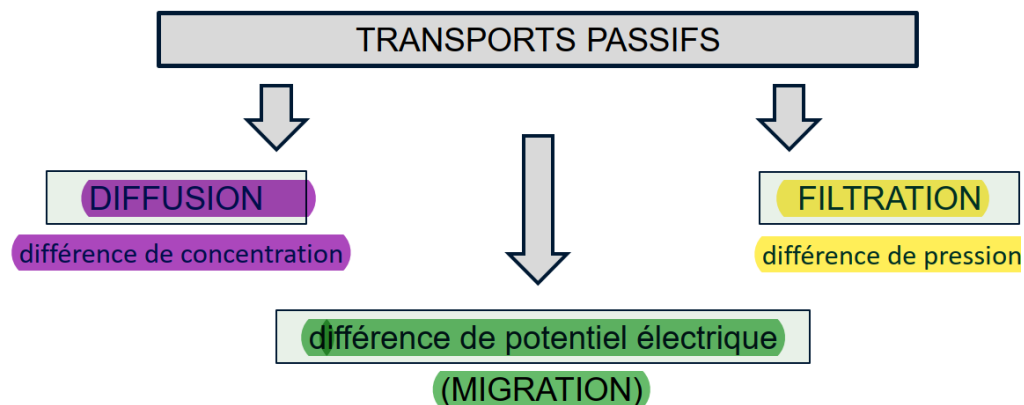 TRANSPORTS PASSIFS
DIFFUSION
différence de concentration
FILTRATION
différence de pression
différence de potentiel électrique
(MIGRATION)